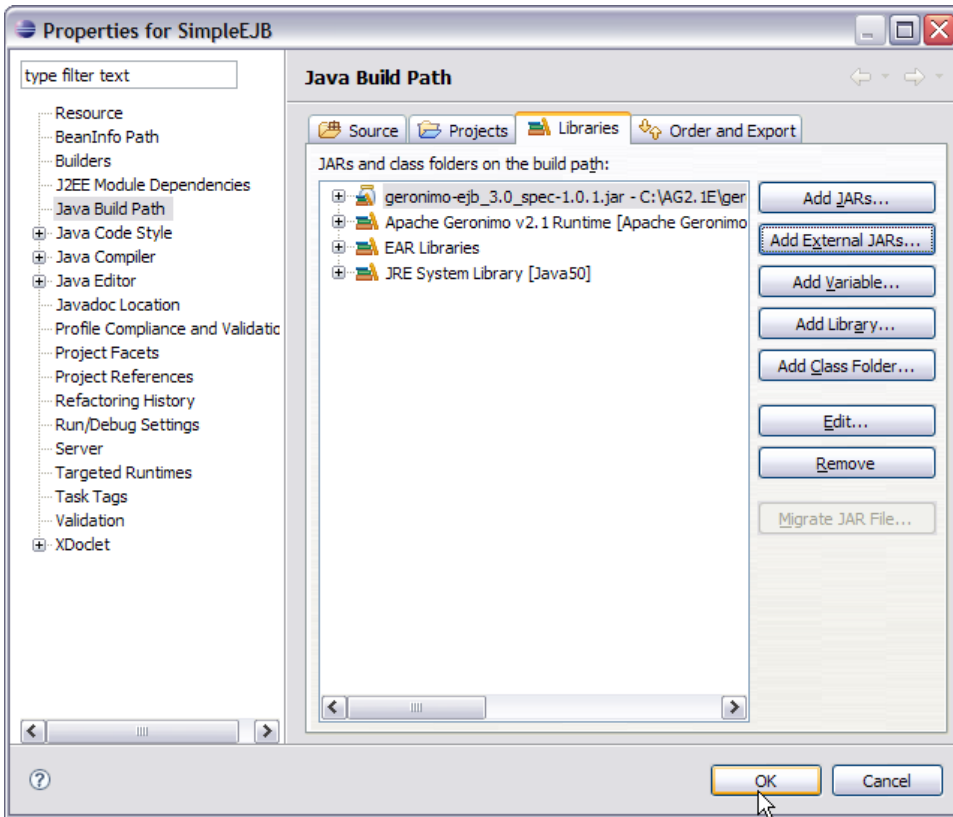 Properties for SimpleEJB
type filter text
Resource
BeanInfo Path
Builders
J2EE Module Dependencies
Java Build Path
Java Code Style
Java Compiler
Java Editor
Javadoc Location
Profile Compliance and Validatic
Project Facets
Project References
Refactoring History
Run/Debug Settings
Server
Targeted Runtimes
Task Tags
Validation
XDoclet
Java Build Path
Source Projects Libraries Order and Export
JARs and class folders on the build path:
geronimo-ejb_3.0_spec-1.0.1.jar - C:\AG2.1E\ger
Apache Geronimo v2.1 Runtime [Apache Geronimo
EAR Libraries
JRE System Library [Java50]
Add JARs...
Add External JARs...
Add Variable...
Add Library...
Add Class Folder...
Edit...
Remove
Migrate JAR File...
OK Cancel